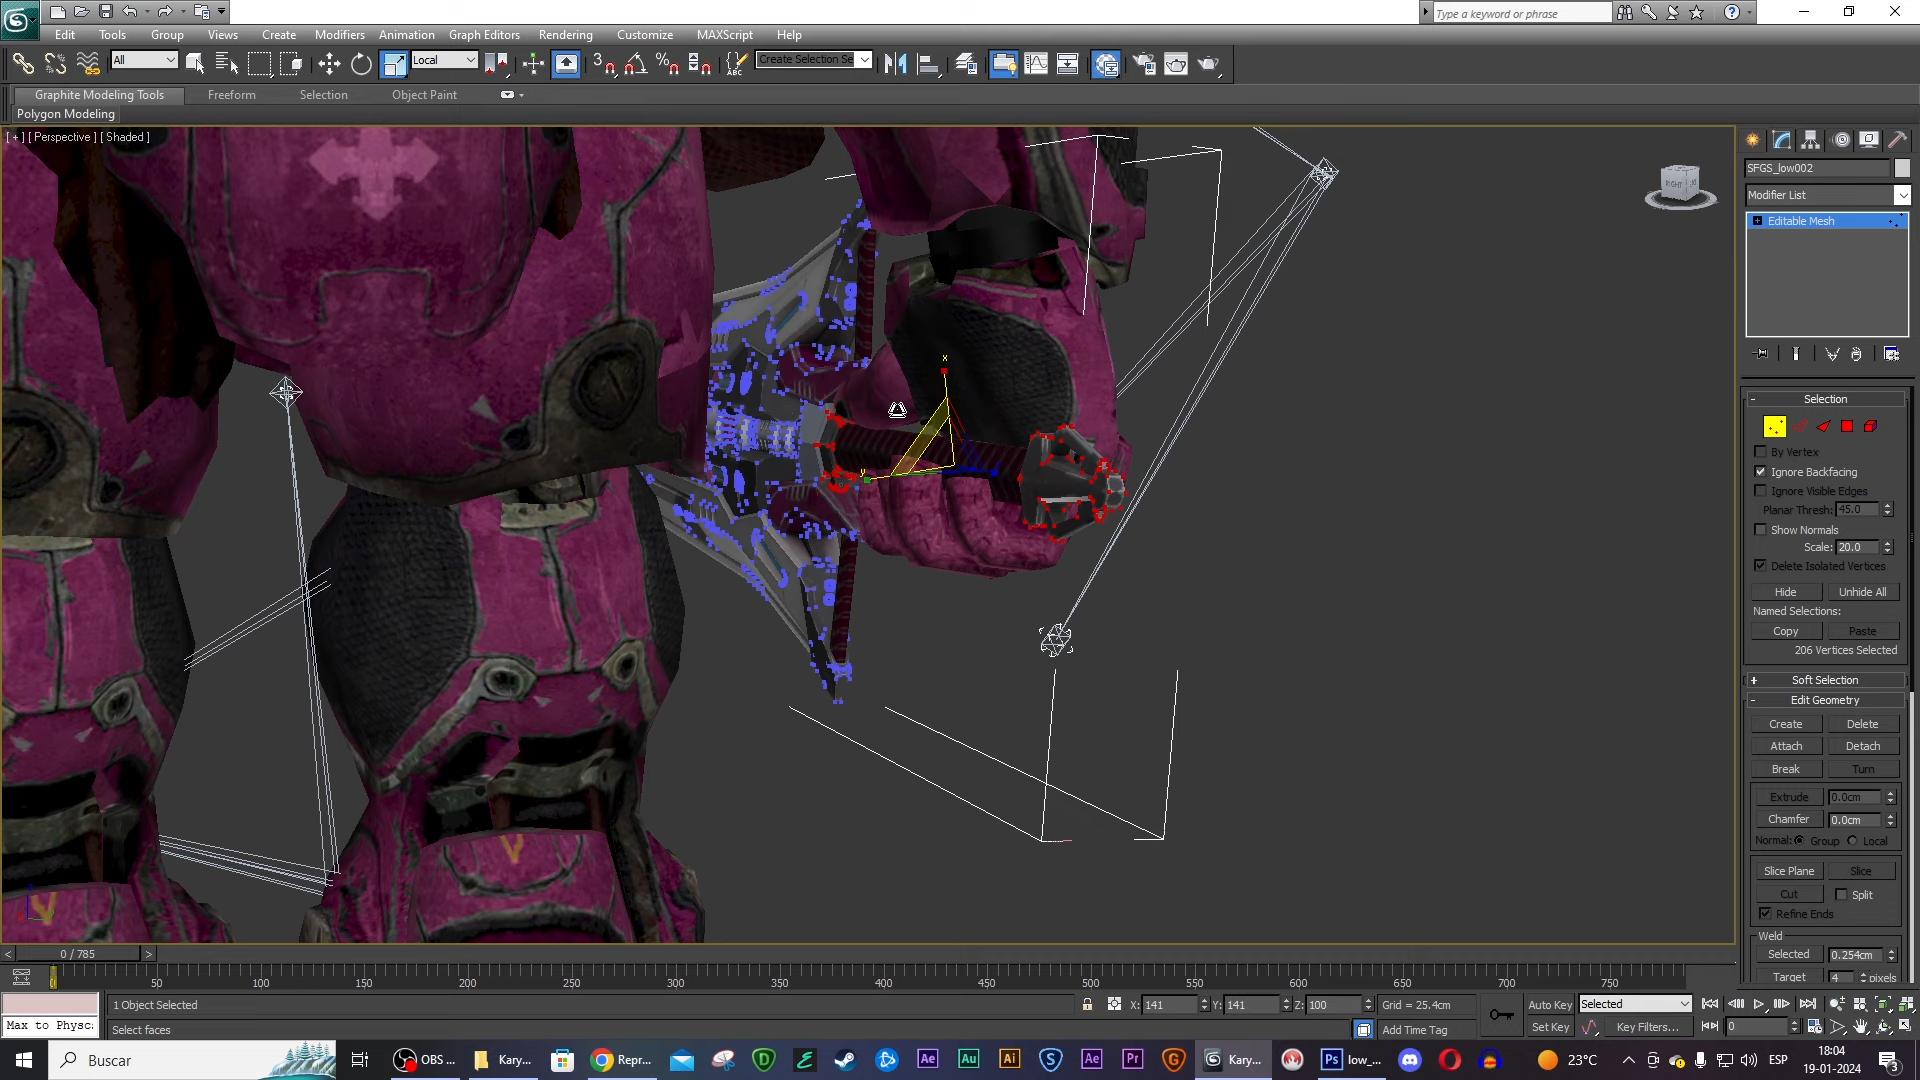 Type a keyword or phrase
Edit Tools Group Views Create Modifiers Animation Graph Editors Rendering Customize MAXScript Help
All Local Create Selection Se
Graphite Modeling Tools Freeform Selection Object Paint
Polygon Modeling
[ + ] [ Perspective ] [ Shaded ]
SFGS_low002
Modifier List
Editable Mesh
RIGHT
x
y
Selection
By Vertex
Ignore Backfacing
Ignore Visible Edges
Planar Thresh: 45.0
Show Normals
Scale: 20.0
Delete Isolated Vertices
Hide Unhide All
Named Selections:
Copy Paste
206 Vertices Selected
Soft Selection
Edit Geometry
Create Delete
Attach Detach
Break Turn
Extrude 0.0cm
Chamfer 0.0cm
Normal: Group Local
Slice Plane Slice
Cut Split
Refine Ends
Weld
Selected 0.254cm
Target 4 pixels
0 / 785
50 100 150 200 250 300 350 400 450 500 550 600 650 700 750
1 Object Selected X: 141 Y: 141 Z: 100 Grid = 25.4cm Auto Key Selected
Max to Physc: Select faces Add Time Tag Set Key Key Filters... 0
Buscar OBS ... Kary... Repr... Kary... low_... 23°C ESP 18:04
19-01-2024
3